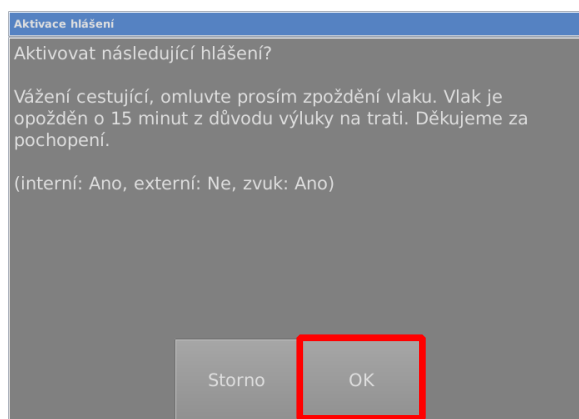 Aktivace hlášení
Aktivovat následující hlášení?
Vážení cestující, omluvte prosím zpoždění vlaku. Vlak je
opožděn o 15 minut z důvodu výluky na trati. Děkujeme za
pochopení.
(interní: Ano, externí: Ne, zvuk: Ano)
Storno
OK